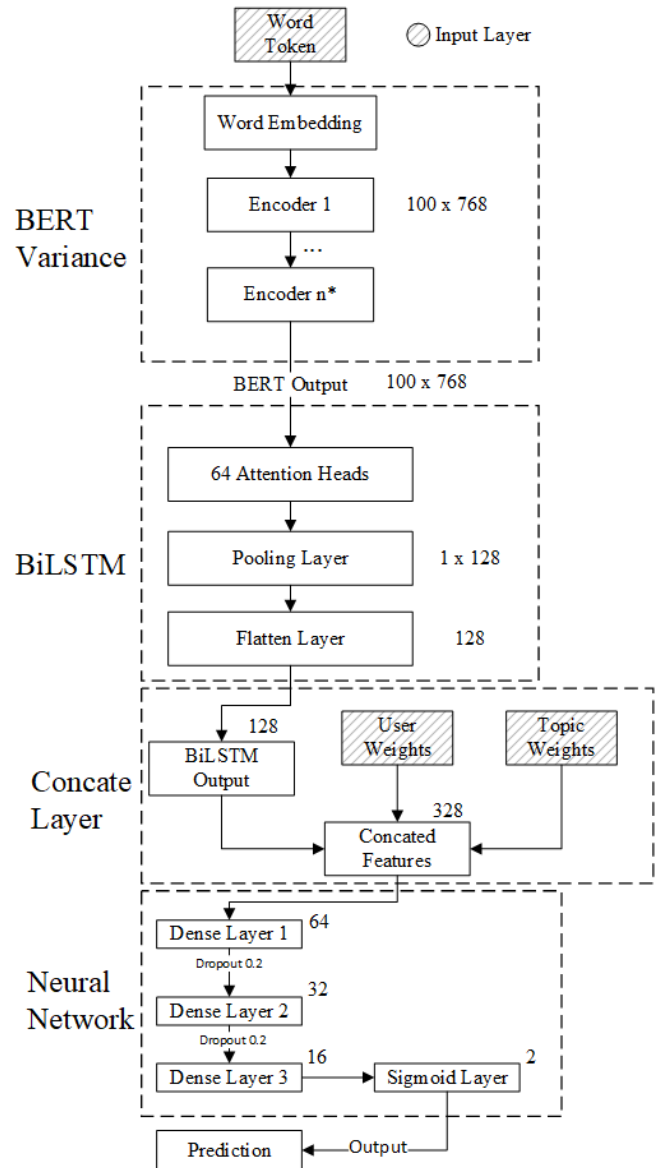 Word
Token
Input Layer
Word Embedding
Encoder 1
100 x 768
...
BERT
Variance
Encoder n*
BERT Output
100 x 768
64 Attention Heads
BiLSTM
Pooling Layer
1 x 128
Flatten Layer
128
128
BiLSTM
Output
User
Weights
Topic
Weights
Concate
Layer
328
Concated
Features
Dense Layer 1
64
Dropout 0.2
Neural
Network
Dense Layer 2
32
Dropout 0.2
Dense Layer 3
16
Sigmoid Layer
2
Prediction
Output